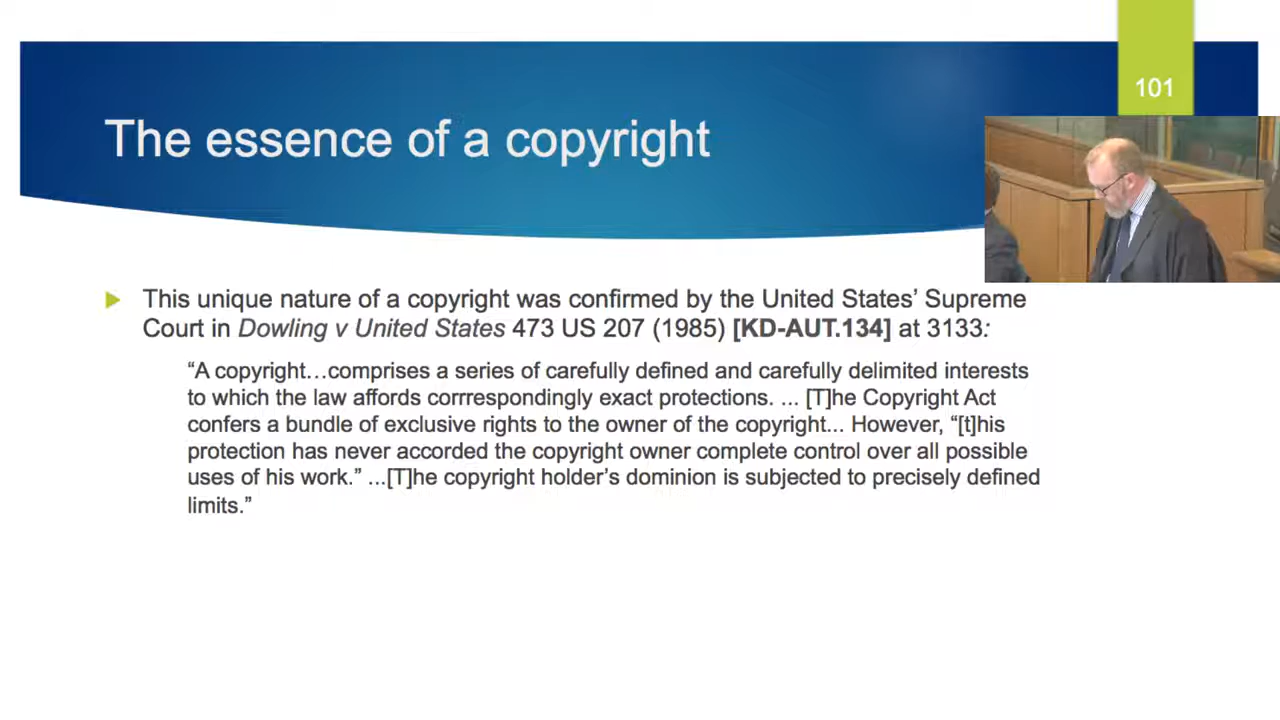 101
The essence of a copyright
This unique nature of a copyright was confirmed by the United States’ Supreme
Court in Dowling v United States 473 US 207 (1985) [KD-AUT.134] at 3133:
“A copyright…comprises a series of carefully defined and carefully delimited interests
to which the law affords corrrespondingly exact protections. ... [T]he Copyright Act
confers a bundle of exclusive rights to the owner of the copyright... However, “[t]his
protection has never accorded the copyright owner complete control over all possible
uses of his work.” ...[T]he copyright holder’s dominion is subjected to precisely defined
limits.”